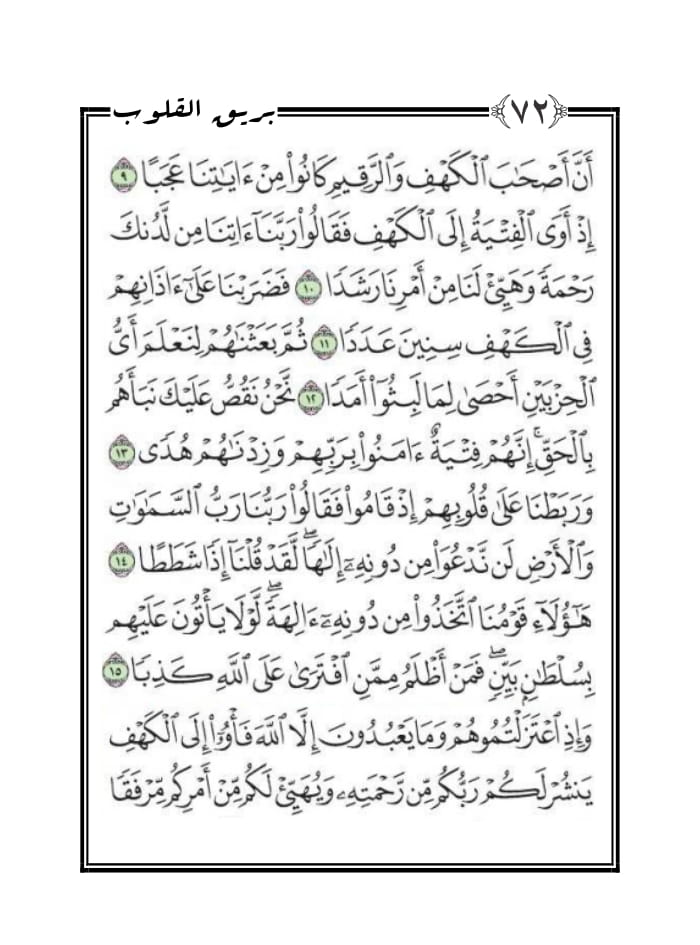 ﴿٧٢﴾ بريق القلوب
أَنَّ أَصْحَٰبَ ٱلْكَهْفِ وَٱلرَّقِيمِ كَانُوا۟ مِنْ ءَايَٰتِنَا عَجَبًا ٩
إِذْ أَوَى ٱلْفِتْيَةُ إِلَى ٱلْكَهْفِ فَقَالُوا۟ رَبَّنَآ ءَاتِنَا مِن لَّدُنكَ
رَحْمَةً وَهَيِّئْ لَنَا مِنْ أَمْرِنَا رَشَدًا ١٠ فَضَرَبْنَا عَلَىٰٓ ءَاذَانِهِمْ
فِى ٱلْكَهْفِ سِنِينَ عَدَدًا ١١ ثُمَّ بَعَثْنَٰهُمْ لِنَعْلَمَ أَىُّ
ٱلْحِزْبَيْنِ أَحْصَىٰ لِمَا لَبِثُوٓا۟ أَمَدًا ١٢ نَّحْنُ نَقُصُّ عَلَيْكَ نَبَأَهُم
بِٱلْحَقِّ ۚ إِنَّهُمْ فِتْيَةٌ ءَامَنُوا۟ بِرَبِّهِمْ وَزِدْنَٰهُمْ هُدًى ١٣
وَرَبَطْنَا عَلَىٰ قُلُوبِهِمْ إِذْ قَامُوا۟ فَقَالُوا۟ رَبُّنَا رَبُّ ٱلسَّمَٰوَٰتِ
وَٱلْأَرْضِ لَن نَّدْعُوَا۟ مِن دُونِهِۦٓ إِلَٰهًا ۖ لَّقَدْ قُلْنَآ إِذًا شَطَطًا ١٤
هَٰٓؤُلَآءِ قَوْمُنَا ٱتَّخَذُوا۟ مِن دُونِهِۦٓ ءَالِهَةً ۖ لَّوْلَا يَأْتُونَ عَلَيْهِم
بِسُلْطَٰنٍۭ بَيِّنٍ ۖ فَمَنْ أَظْلَمُ مِمَّنِ ٱفْتَرَىٰ عَلَى ٱللَّهِ كَذِبًا ١٥
وَإِذِ ٱعْتَزَلْتُمُوهُمْ وَمَا يَعْبُدُونَ إِلَّا ٱللَّهَ فَأْوُۥٓا۟ إِلَى ٱلْكَهْفِ
يَنشُرْ لَكُمْ رَبُّكُم مِّن رَّحْمَتِهِۦ وَيُهَيِّئْ لَكُم مِّنْ أَمْرِكُم مِّرْفَقًا